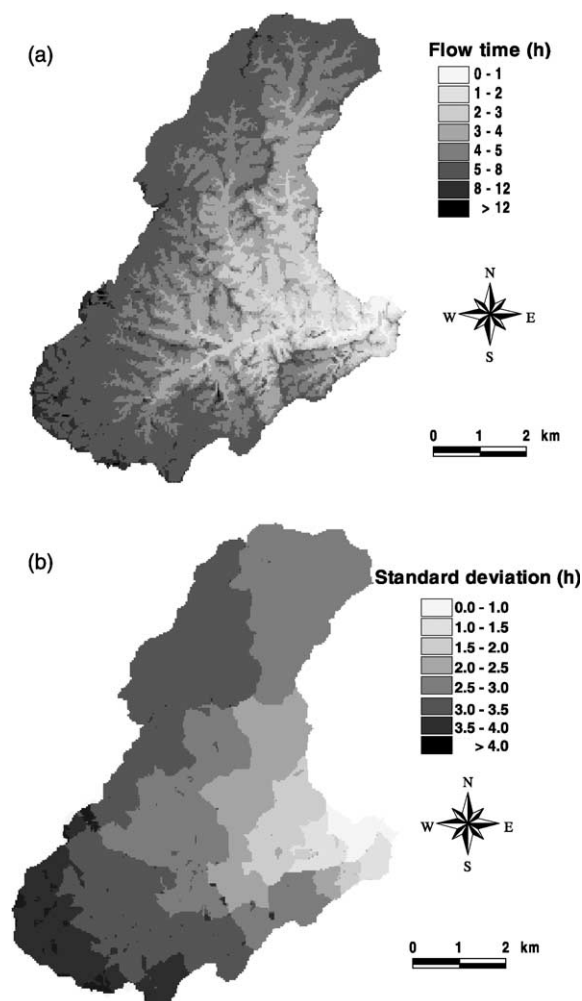 (a)
Flow time (h)
0 - 1
1 - 2
2 - 3
3 - 4
4 - 5
5 - 8
8 - 12
> 12
N
W E
S
0 1 2 km
(b)
Standard deviation (h)
0.0 - 1.0
1.0 - 1.5
1.5 - 2.0
2.0 - 2.5
2.5 - 3.0
3.0 - 3.5
3.5 - 4.0
> 4.0
N
W E
S
0 1 2 km